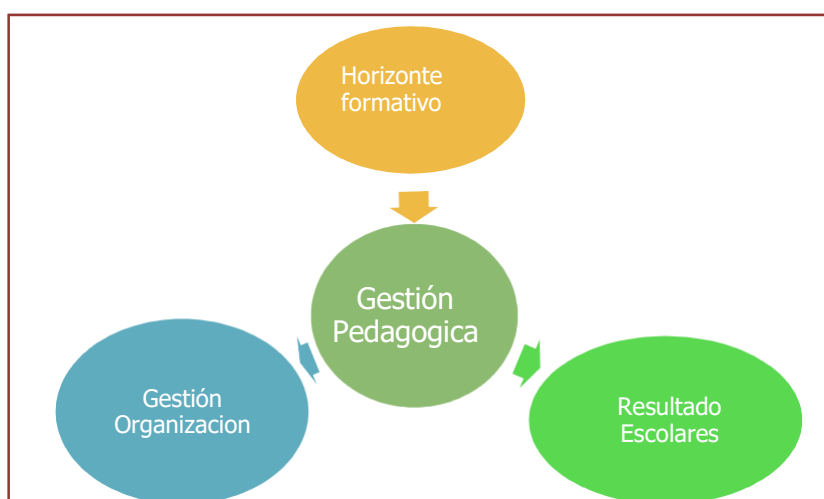 Horizonte
formativo
Gestión
Pedagogica
Gestión
Organizacion
Resultado
Escolares